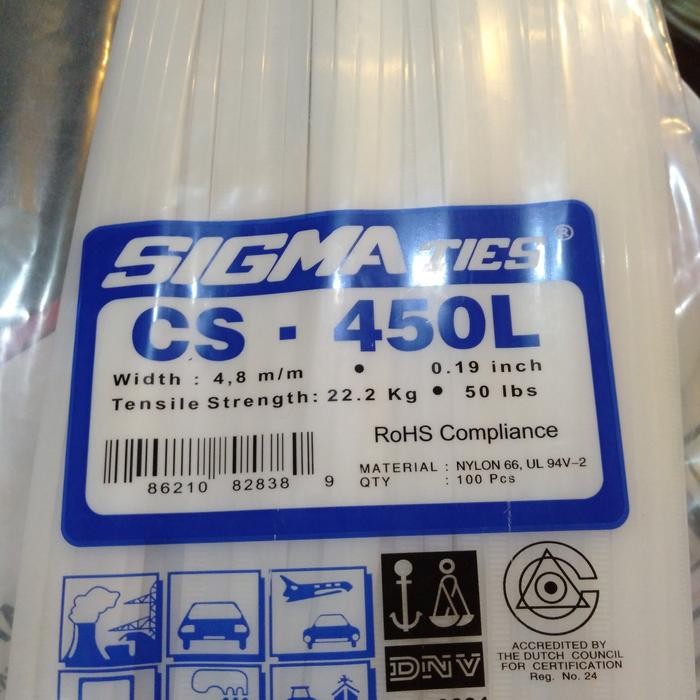 SIGMA TIES®
CS - 450L
Width : 4,8 m/m • 0.19 inch
Tensile Strength: 22.2 Kg • 50 lbs
RoHS Compliance
MATERIAL : NYLON 66, UL 94V-2
QTY : 100 Pcs
86210 82838 9
DNV
ACCREDITED BY
THE DUTCH COUNCIL
FOR CERTIFICATION
Reg. No. 24